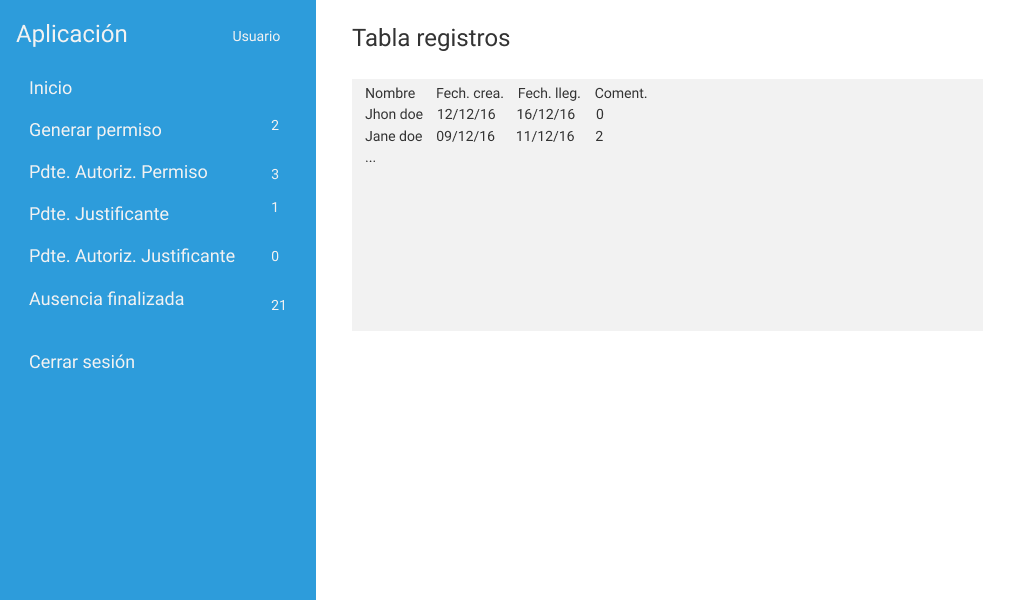 Aplicación Usuario
Inicio
Generar permiso 2
Pdte. Autoriz. Permiso 3
Pdte. Justificante 1
Pdte. Autoriz. Justificante 0
Ausencia finalizada 21
Cerrar sesión
Tabla registros
Nombre Fech. crea. Fech. lleg. Coment.
Jhon doe 12/12/16 16/12/16 0
Jane doe 09/12/16 11/12/16 2
...